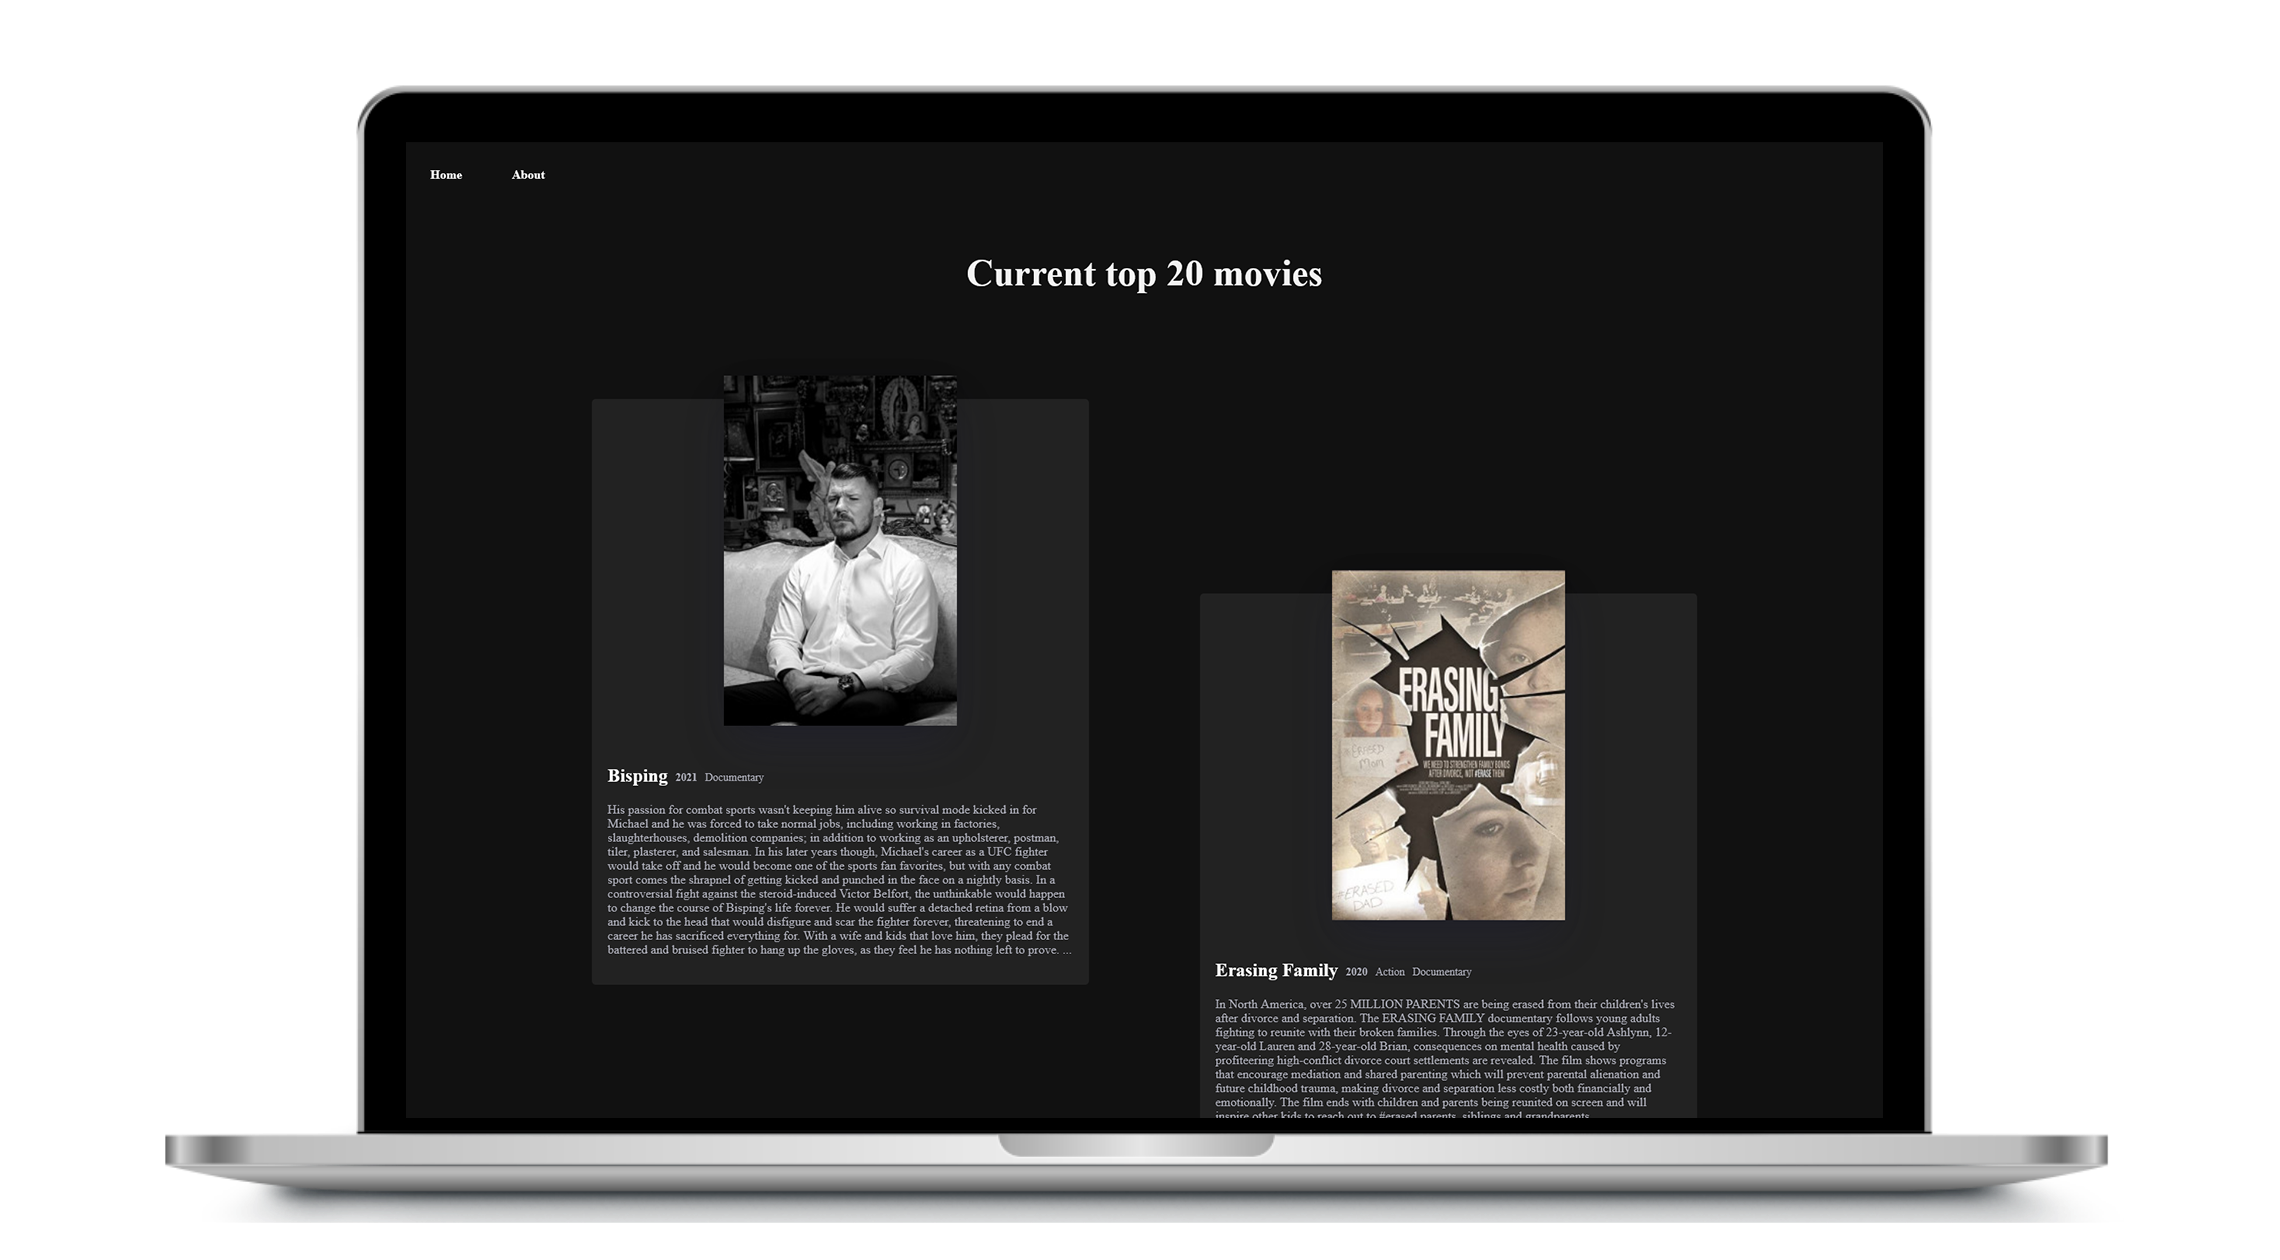 Home About
Current top 20 movies
Bisping 2021 Documentary
His passion for combat sports wasn't keeping him alive so survival mode kicked in for
Michael and he was forced to take normal jobs, including working in factories,
slaughterhouses, demolition companies; in addition to working as an upholsterer, postman,
tiler, plasterer, and salesman. In his later years though, Michael's career as a UFC fighter
would take off and he would become one of the sports fan favorites, but with any combat
sport comes the shrapnel of getting kicked and punched in the face on a nightly basis. In a
controversial fight against the steroid-induced Victor Belfort, the unthinkable would happen
to change the course of Bisping's life forever. He would suffer a detached retina from a blow
and kick to the head that would disfigure and scar the fighter forever, threatening to end a
career he has sacrificed everything for. With a wife and kids that love him, they plead for the
battered and bruised fighter to hang up the gloves, as they feel he has nothing left to prove. ...
ERASING
FAMILY
WE NEED TO STRENGTHEN FAMILY BONDS
AFTER DIVORCE, NOT #ERASE THEM
ERASED
MOM
ERASED
DAD
Erasing Family 2020 Action Documentary
In North America, over 25 MILLION PARENTS are being erased from their children's lives
after divorce and separation. The ERASING FAMILY documentary follows young adults
fighting to reunite with their broken families. Through the eyes of 23-year-old Ashlynn, 12-
year-old Lauren and 28-year-old Brian, consequences on mental health caused by
profiteering high-conflict divorce court settlements are revealed. The film shows programs
that encourage mediation and shared parenting which will prevent parental alienation and
future childhood trauma, making divorce and separation less costly both financially and
emotionally. The film ends with children and parents being reunited on screen and will
inspire other kids to reach out to #erased parents, siblings and grandparents.